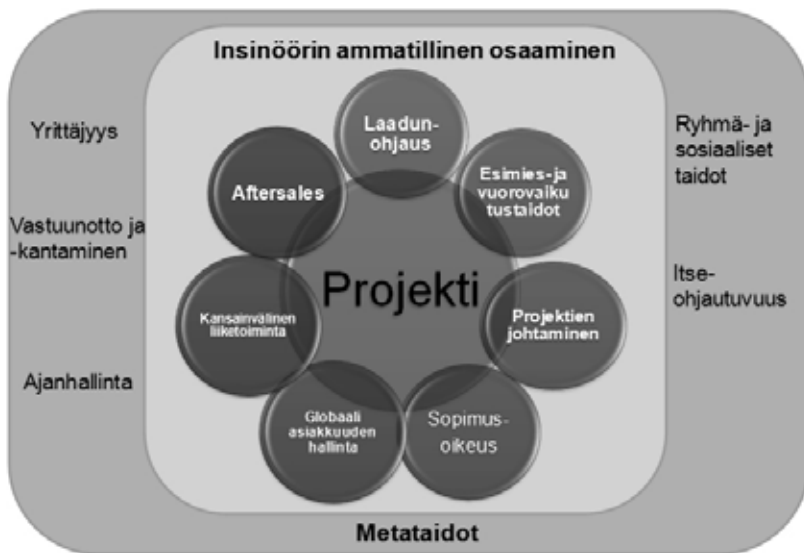 Insinöörin ammatillinen osaaminen
Yrittäjyys
Vastuunotto ja
-kantaminen
Ajanhallinta
Laadun-
ohjaus
Esimies- ja
vuorovaiku
tustaidot
Projektien
johtaminen
Sopimus-
oikeus
Globaali
asiakkuuden
hallinta
Kansainvälinen
liiketoiminta
Aftersales
Projekti
Ryhmä- ja
sosiaaliset
taidot
Itse-
ohjautuvuus
Metataidot